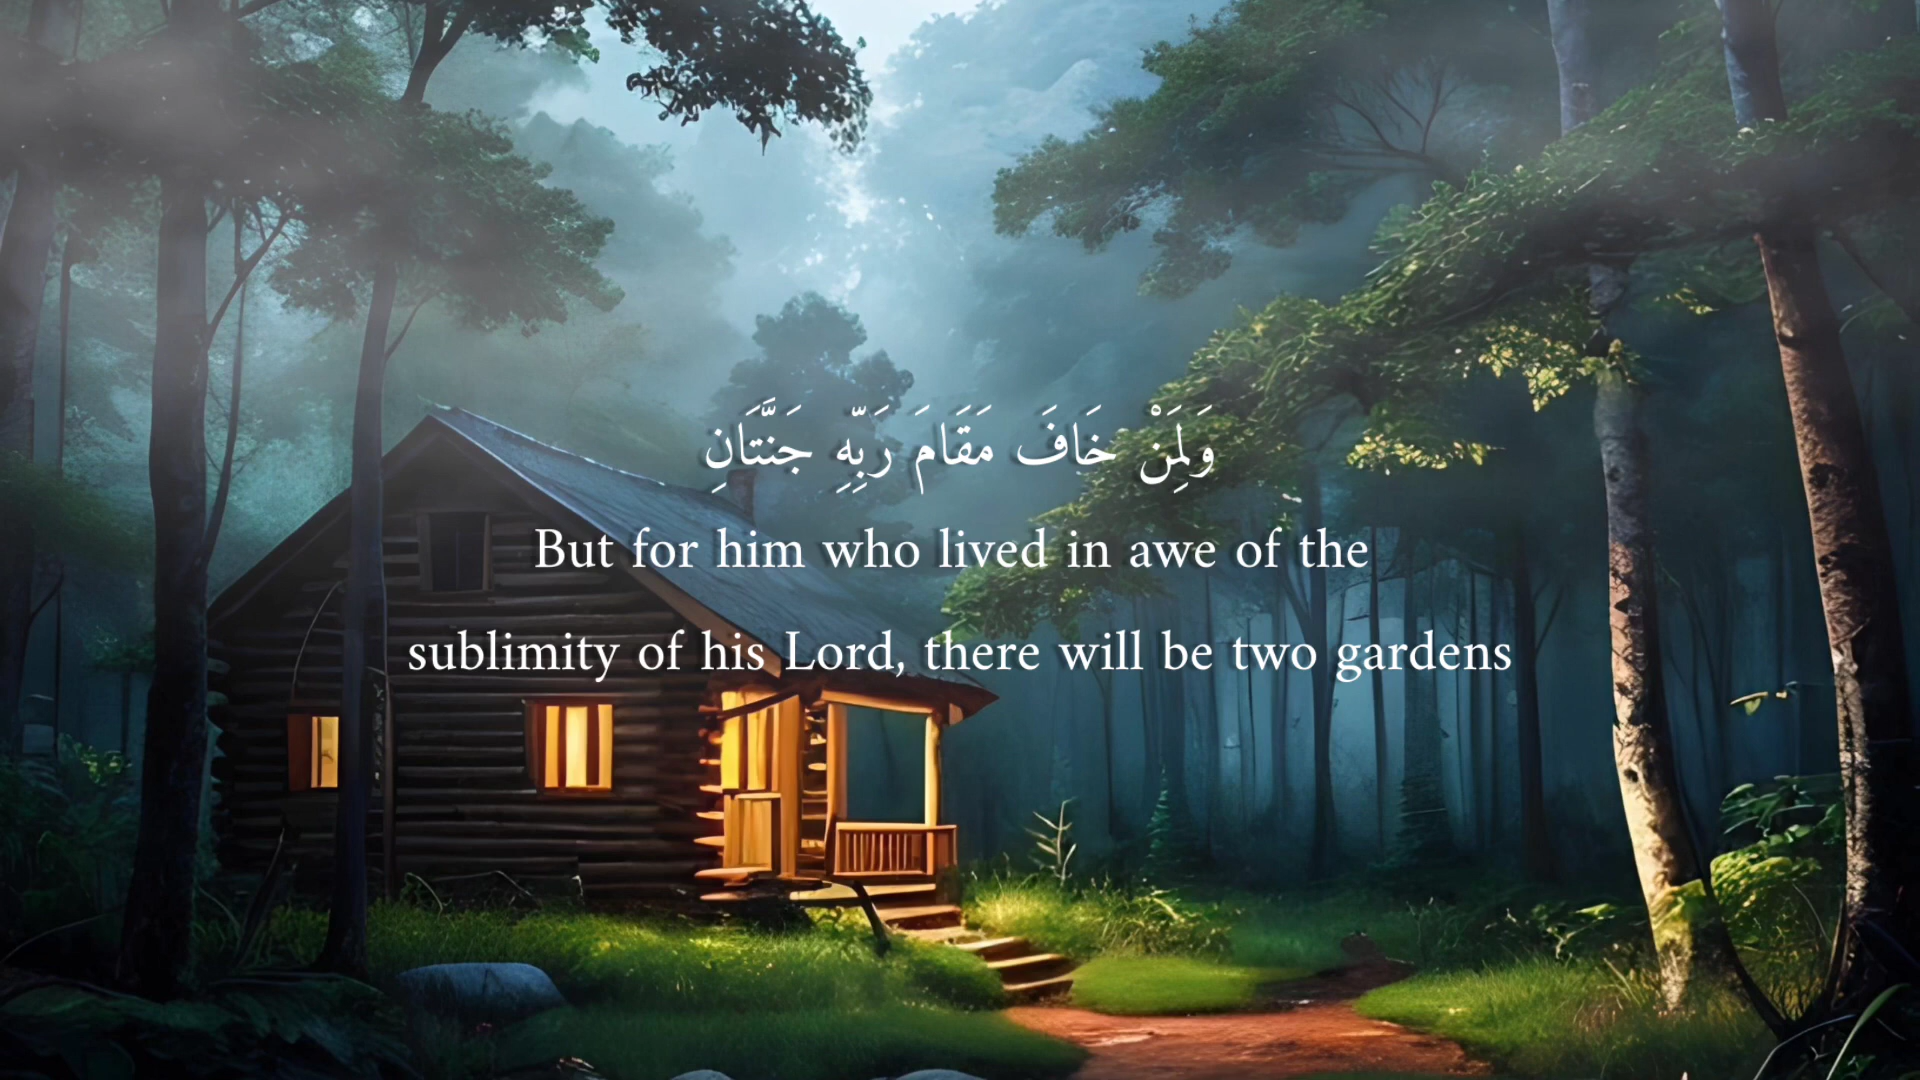 وَلَمَنْ خَافَ مَقَامَ رَبِّهِ جَنَّتَانِ
But for him who lived in awe of the
sublimity of his Lord, there will be two gardens